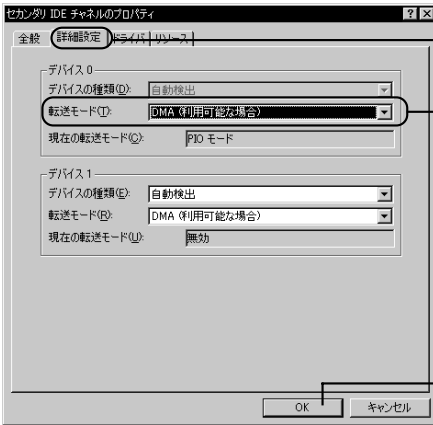 セカンダリ IDE チャネルのプロパティ
全般 詳細設定 ドライバ リソース
デバイス 0
デバイスの種類(D): 自動検出
転送モード(T): DMA (利用可能な場合)
現在の転送モード(C): PIO モード
デバイス 1
デバイスの種類(E): 自動検出
転送モード(R): DMA (利用可能な場合)
現在の転送モード(U): 無効
OK キャンセル